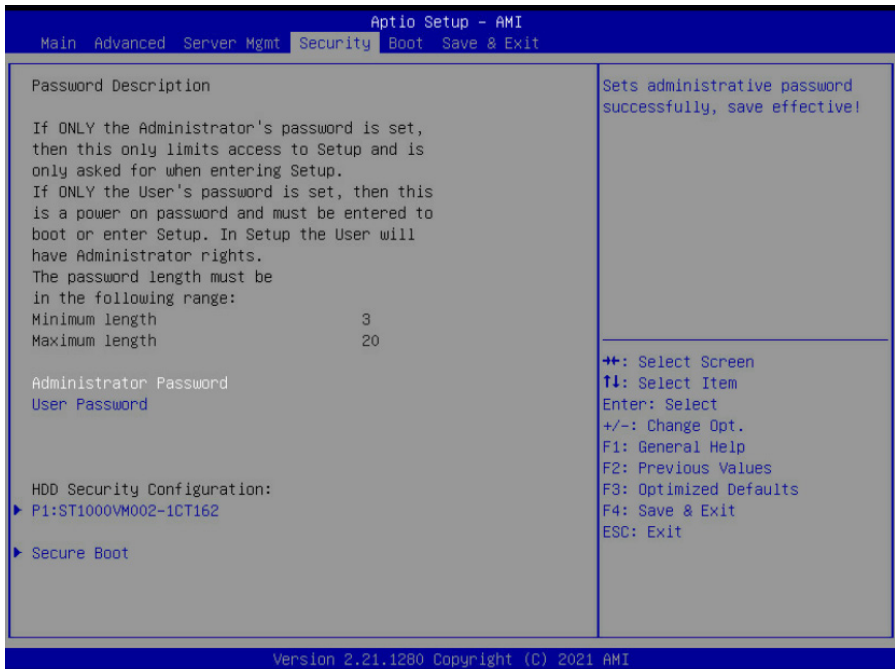 Aptio Setup - AMI
Main Advanced Server Mgmt Security Boot Save & Exit
Password Description
If ONLY the Administrator's password is set,
then this only limits access to Setup and is
only asked for when entering Setup.
If ONLY the User's password is set, then this
is a power on password and must be entered to
boot or enter Setup. In Setup the User will
have Administrator rights.
The password length must be
in the following range:
Minimum length 3
Maximum length 20
Administrator Password
User Password
HDD Security Configuration:
P1:ST1000VM002-1CT162
Secure Boot
Sets administrative password
successfully, save effective!
→←: Select Screen
↑↓: Select Item
Enter: Select
+/-: Change Opt.
F1: General Help
F2: Previous Values
F3: Optimized Defaults
F4: Save & Exit
ESC: Exit
Version 2.21.1280 Copyright (C) 2021 AMI